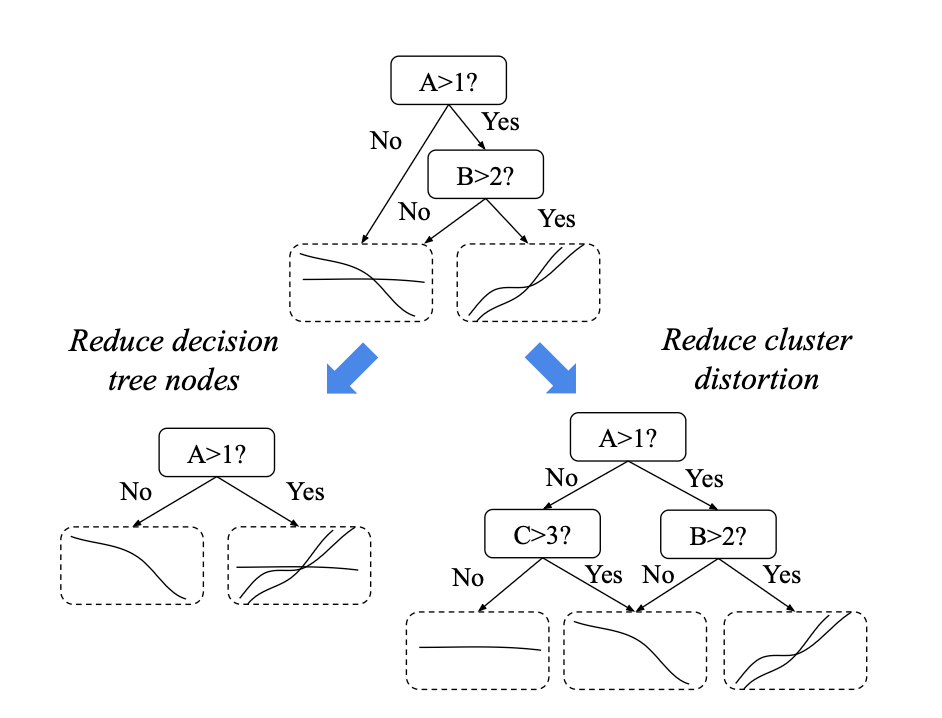 A>1?
No
Yes
B>2?
No
Yes
Reduce decision
tree nodes
Reduce cluster
distortion
A>1?
No
Yes
A>1?
No
Yes
C>3?
B>2?
No
Yes
No
Yes